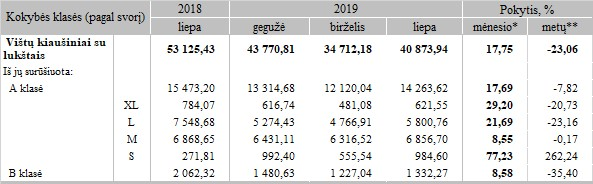 Kokybės klasės (pagal svorį) 2018 2019 Pokytis, %
liepa gegužė birželis liepa mėnesio* metų**
Vištų kiaušiniai su lukštais 53 125,43 43 770,81 34 712,18 40 873,94 17,75 -23,06
Iš jų surūšiuota:
A klasė 15 473,20 13 314,68 12 120,04 14 263,62 17,69 -7,82
XL 784,07 616,74 481,08 621,55 29,20 -20,73
L 7 548,68 5 274,43 4 766,91 5 800,76 21,69 -23,16
M 6 868,65 6 431,11 6 316,52 6 856,70 8,55 -0,17
S 271,81 992,40 555,54 984,60 77,23 262,24
B klasė 2 062,32 1 480,63 1 227,04 1 332,27 8,58 -35,40